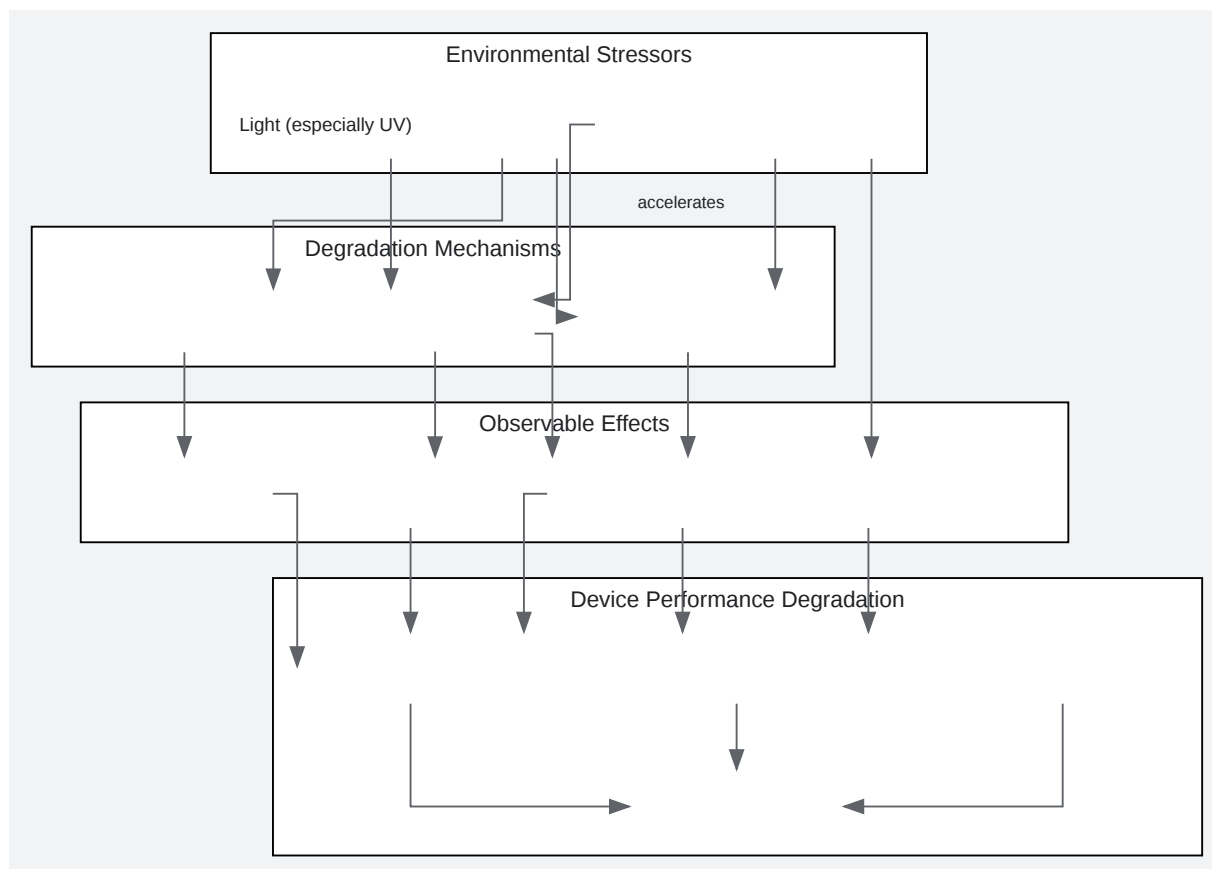 Environmental Stressors
Light (especially UV)
accelerates
Degradation Mechanisms
Observable Effects
Device Performance Degradation